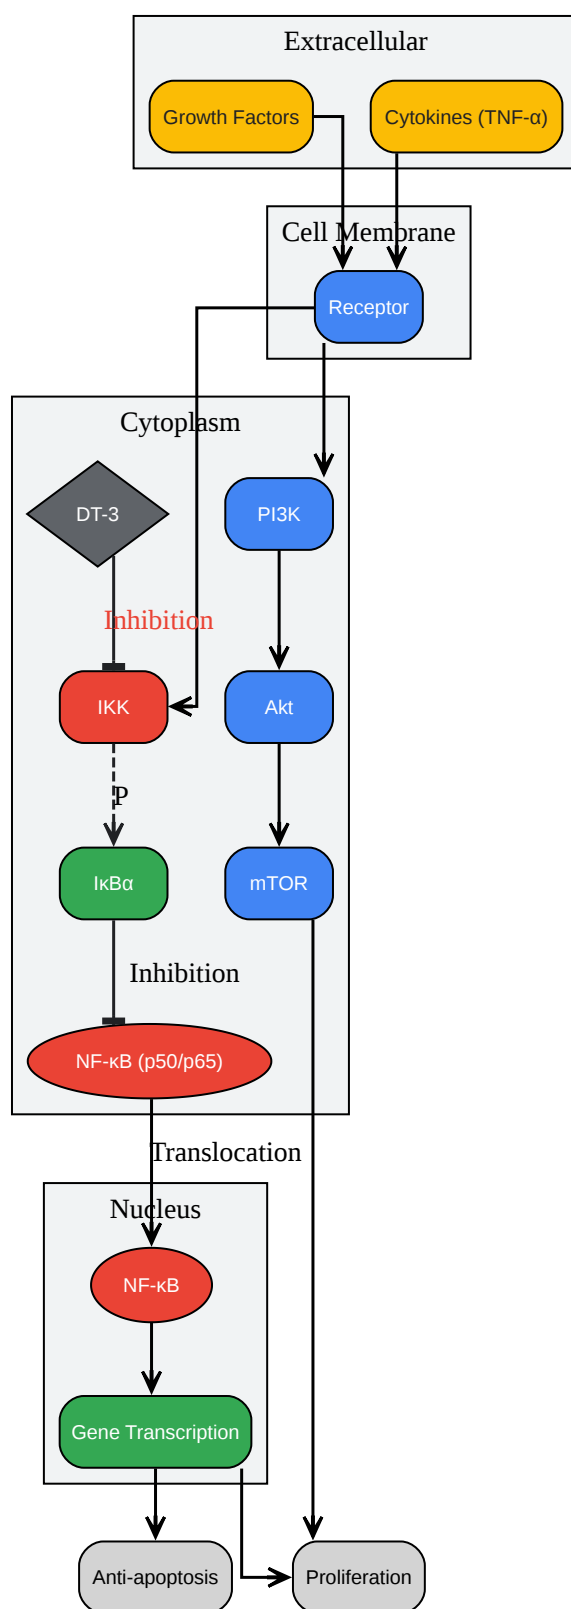 Extracellular
Growth Factors
Cytokines (TNF-α)
Cell Membrane
Receptor
Cytoplasm
DT-3
PI3K
Inhibition
IKK
Akt
P
IκBα
mTOR
Inhibition
NF-κB (p50/p65)
Translocation
Nucleus
NF-κB
Gene Transcription
Anti-apoptosis
Proliferation